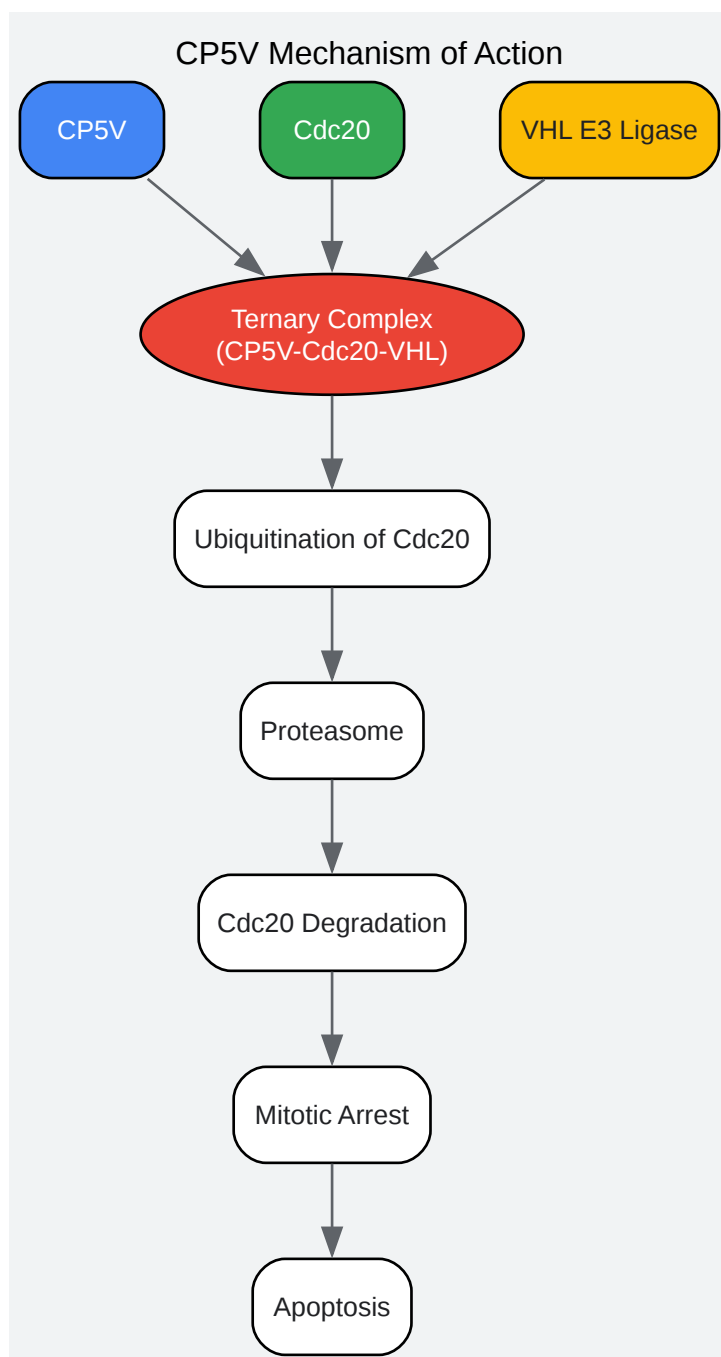 CP5V Mechanism of Action
CP5V
Cdc20
VHL E3 Ligase
Ternary Complex
(CP5V-Cdc20-VHL)
Ubiquitination of Cdc20
Proteasome
Cdc20 Degradation
Mitotic Arrest
Apoptosis